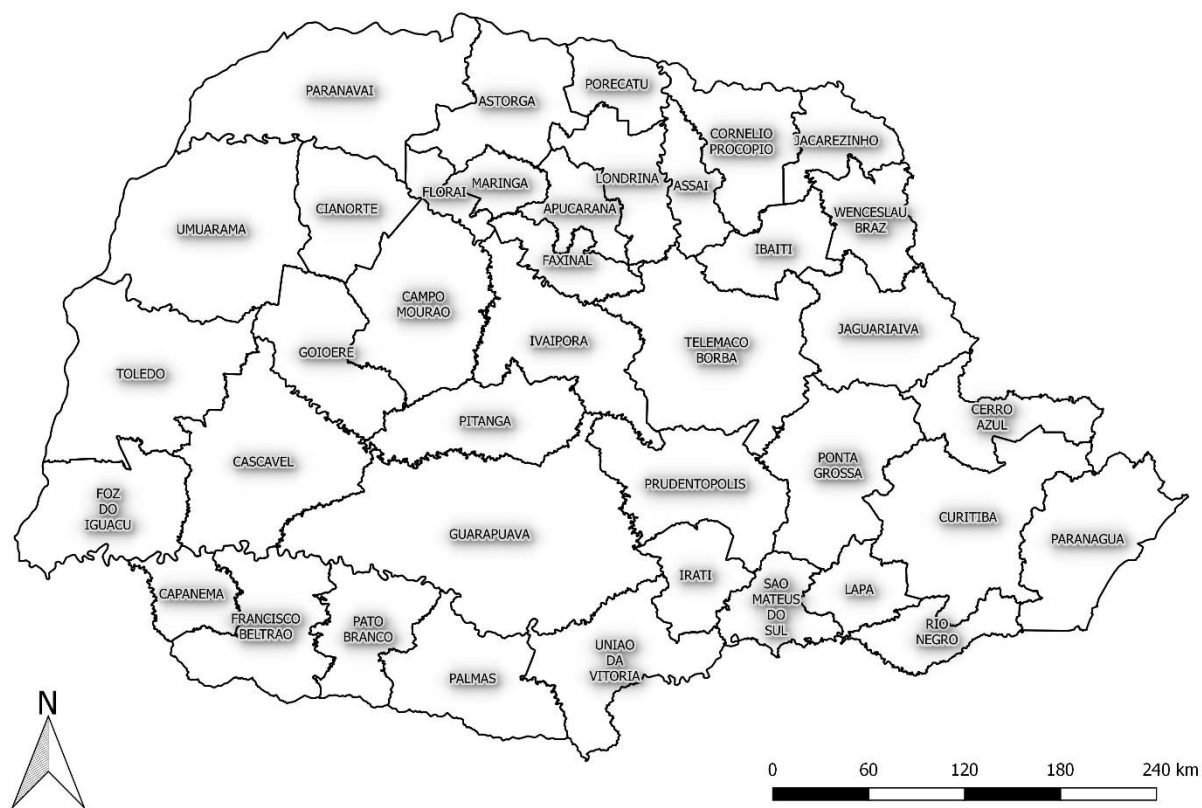 PORECATU
PARANAVAI
ASTORGA
CORNELIO
PROCOPIO
JACAREZINHO
LONDRINA
MARINGA
ASSAI
FLORAI
CIANORTE
APUCARANA
WENCESLAU
BRAZ
UMUARAMA
IBAITI
FAXINAL
CAMPO
MOURAO
JAGUARIAIVA
IVAIPORA
TELEMACO
BORBA
GOIOERE
TOLEDO
CERRO
AZUL
PITANGA
PONTA
GROSSA
CASCAVEL
PRUDENTOPOLIS
FOZ
DO
IGUACU
CURITIBA
GUARAPUAVA
PARANAGUA
IRATI
SAO
MATEUS
DO
SUL
LAPA
CAPANEMA
FRANCISCO
BELTRAO
PATO
BRANCO
RIO
NEGRO
UNIAO
DA
VITORIA
PALMAS
N
0 60 120 180 240 km